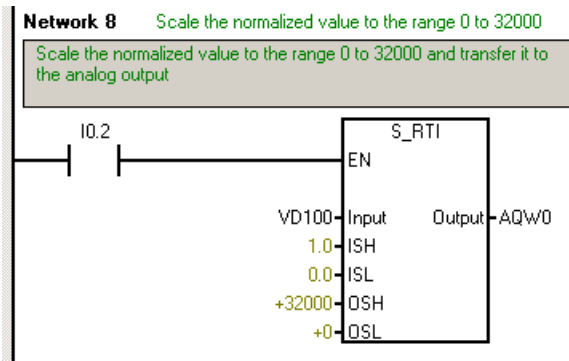 Network 8 Scale the normalized value to the range 0 to 32000
Scale the normalized value to the range 0 to 32000 and transfer it to
the analog output
I0.2
S_RTI
EN
VD100 Input Output AQW0
1.0 ISH
0.0 ISL
+32000 OSH
+0 OSL